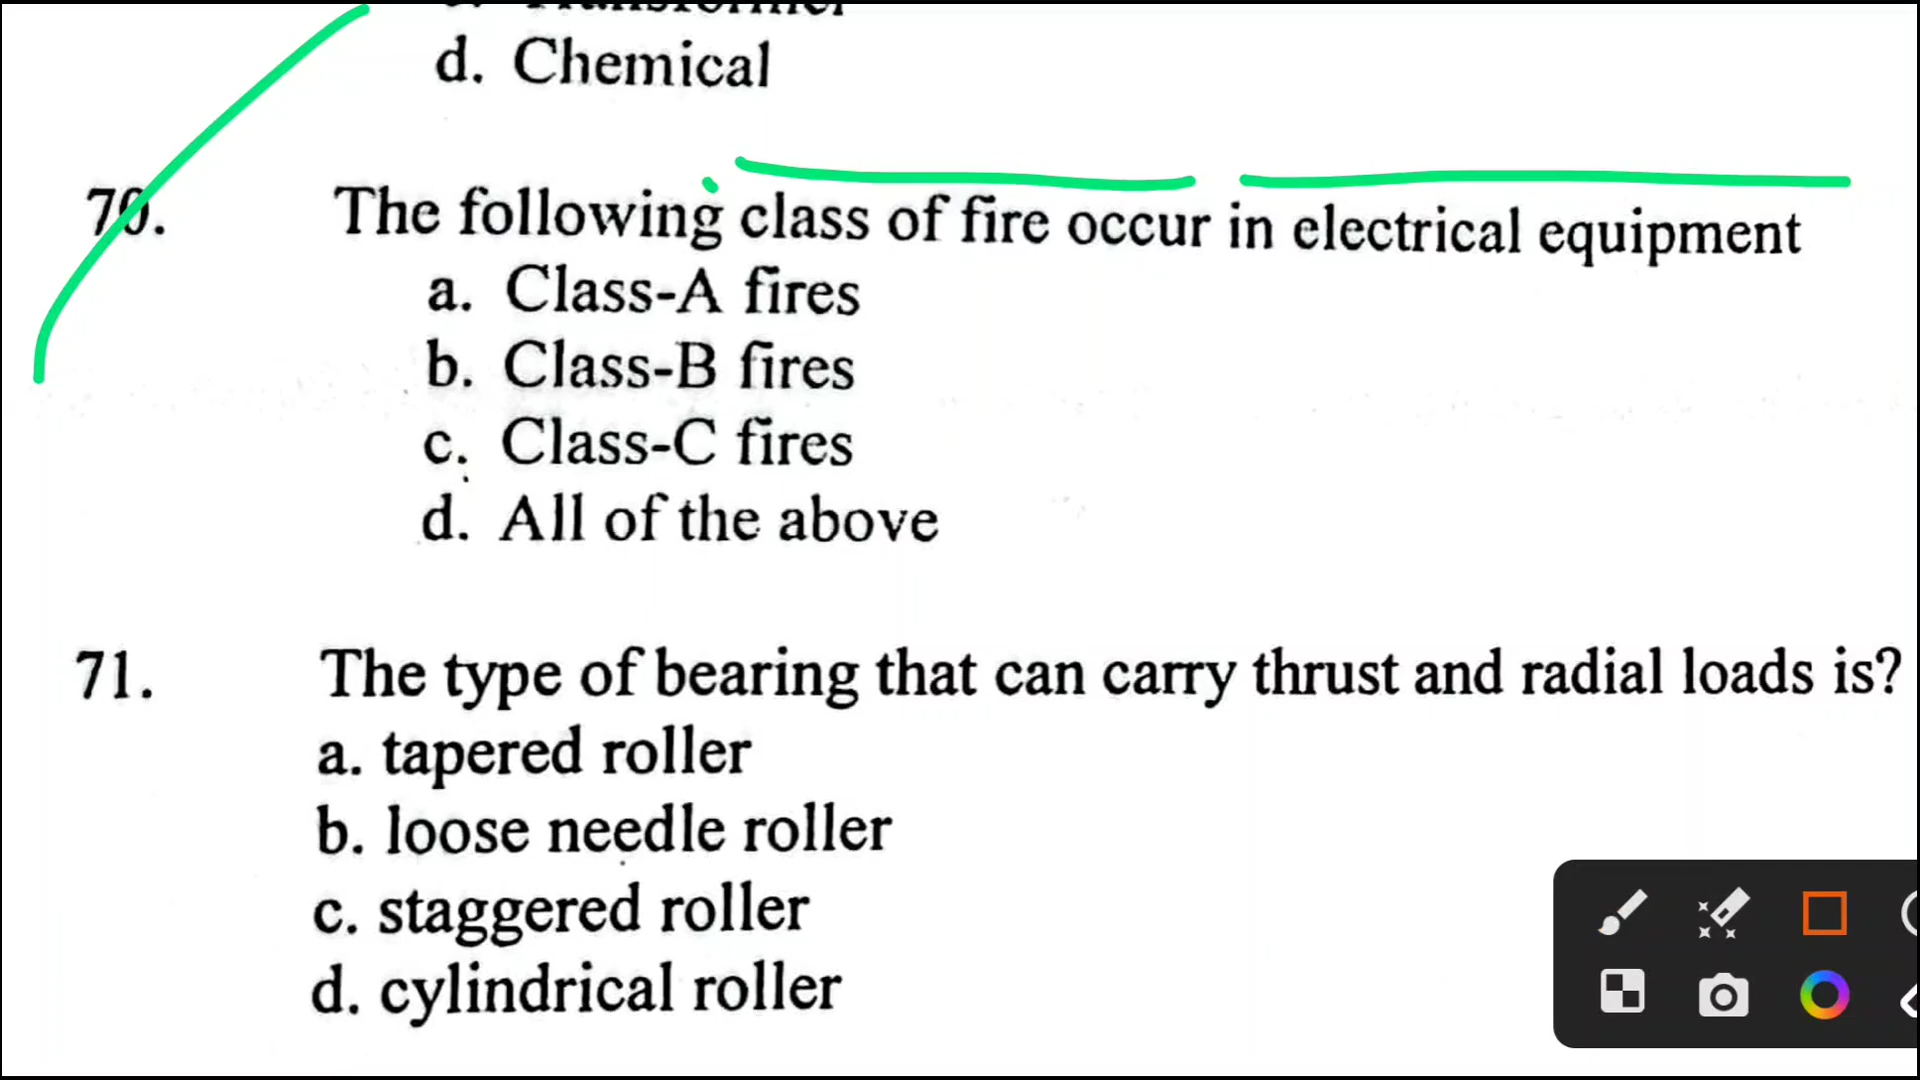 d. Chemical
70. The following class of fire occur in electrical equipment
a. Class-A fires
b. Class-B fires
c. Class-C fires
d. All of the above
71. The type of bearing that can carry thrust and radial loads is?
a. tapered roller
b. loose needle roller
c. staggered roller
d. cylindrical roller